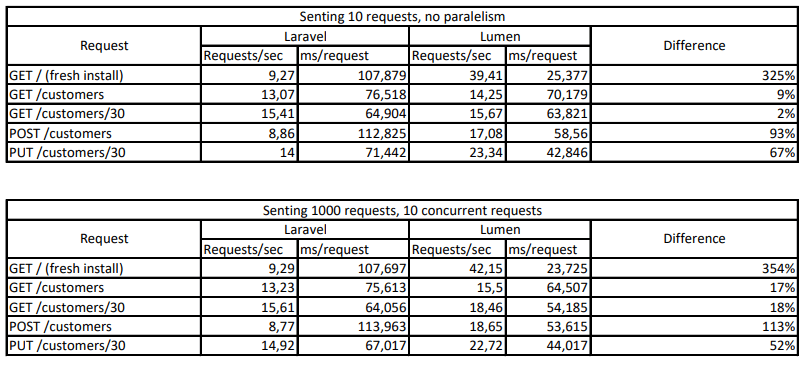 Senting 10 requests, no paralelism
Request Laravel Lumen Difference
Requests/sec ms/request Requests/sec ms/request
GET / (fresh install) 9,27 107,879 39,41 25,377 325%
GET /customers 13,07 76,518 14,25 70,179 9%
GET /customers/30 15,41 64,904 15,67 63,821 2%
POST /customers 8,86 112,825 17,08 58,56 93%
PUT /customers/30 14 71,442 23,34 42,846 67%
Senting 1000 requests, 10 concurrent requests
Request Laravel Lumen Difference
Requests/sec ms/request Requests/sec ms/request
GET / (fresh install) 9,29 107,697 42,15 23,725 354%
GET /customers 13,23 75,613 15,5 64,507 17%
GET /customers/30 15,61 64,056 18,46 54,185 18%
POST /customers 8,77 113,963 18,65 53,615 113%
PUT /customers/30 14,92 67,017 22,72 44,017 52%